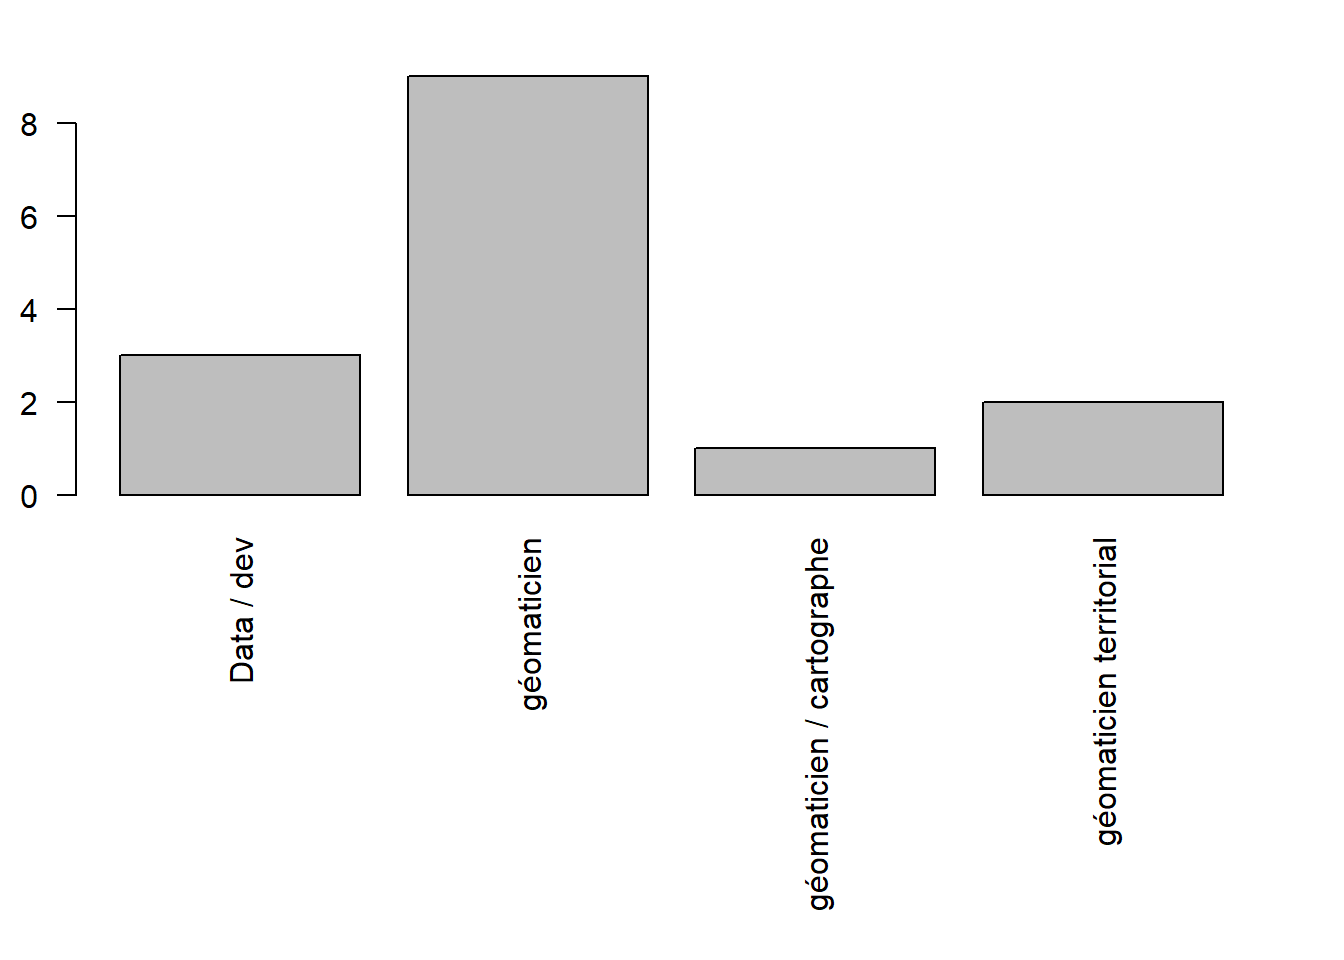 8
6
4
2
0
Data / dev
géomaticien
géomaticien / cartographe
géomaticien territorial